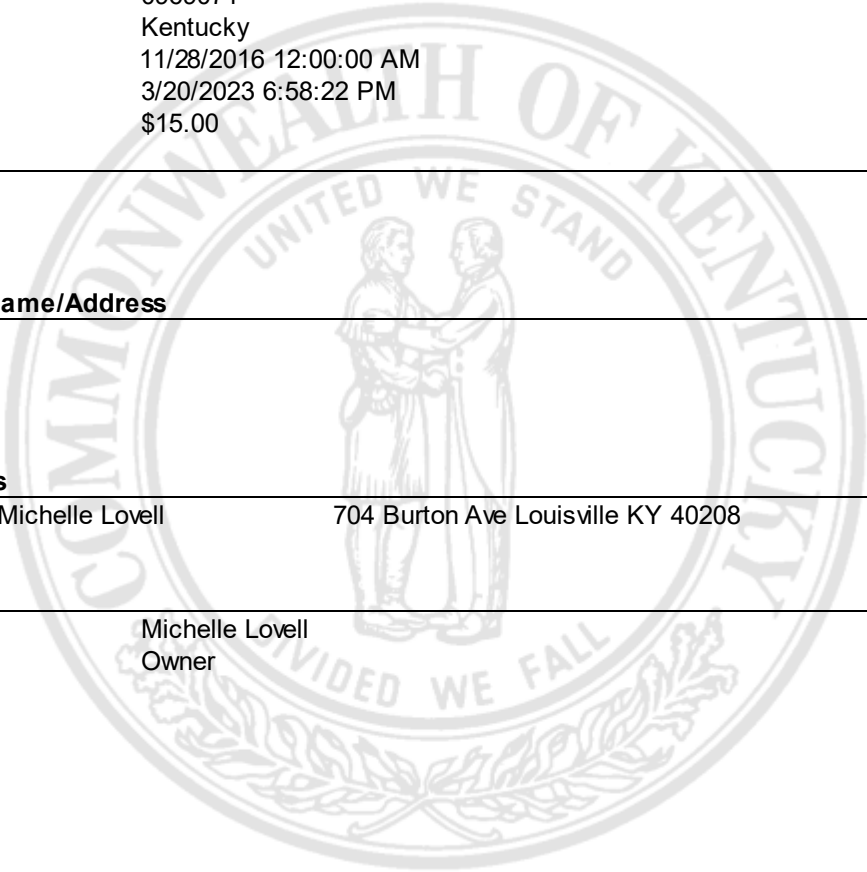 Kentucky
11/28/2016 12:00:00 AM
3/20/2023 6:58:22 PM
$15.00
COMMONWEALTH OF KENTUCKY
UNITED WE STAND
ame/Address
s
Michelle Lovell 704 Burton Ave Louisville KY 40208
Michelle Lovell
Owner
DIVIDED WE FALL